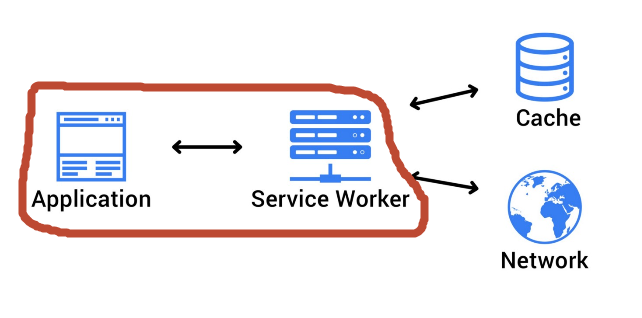 Cache
Application
Service Worker
Network